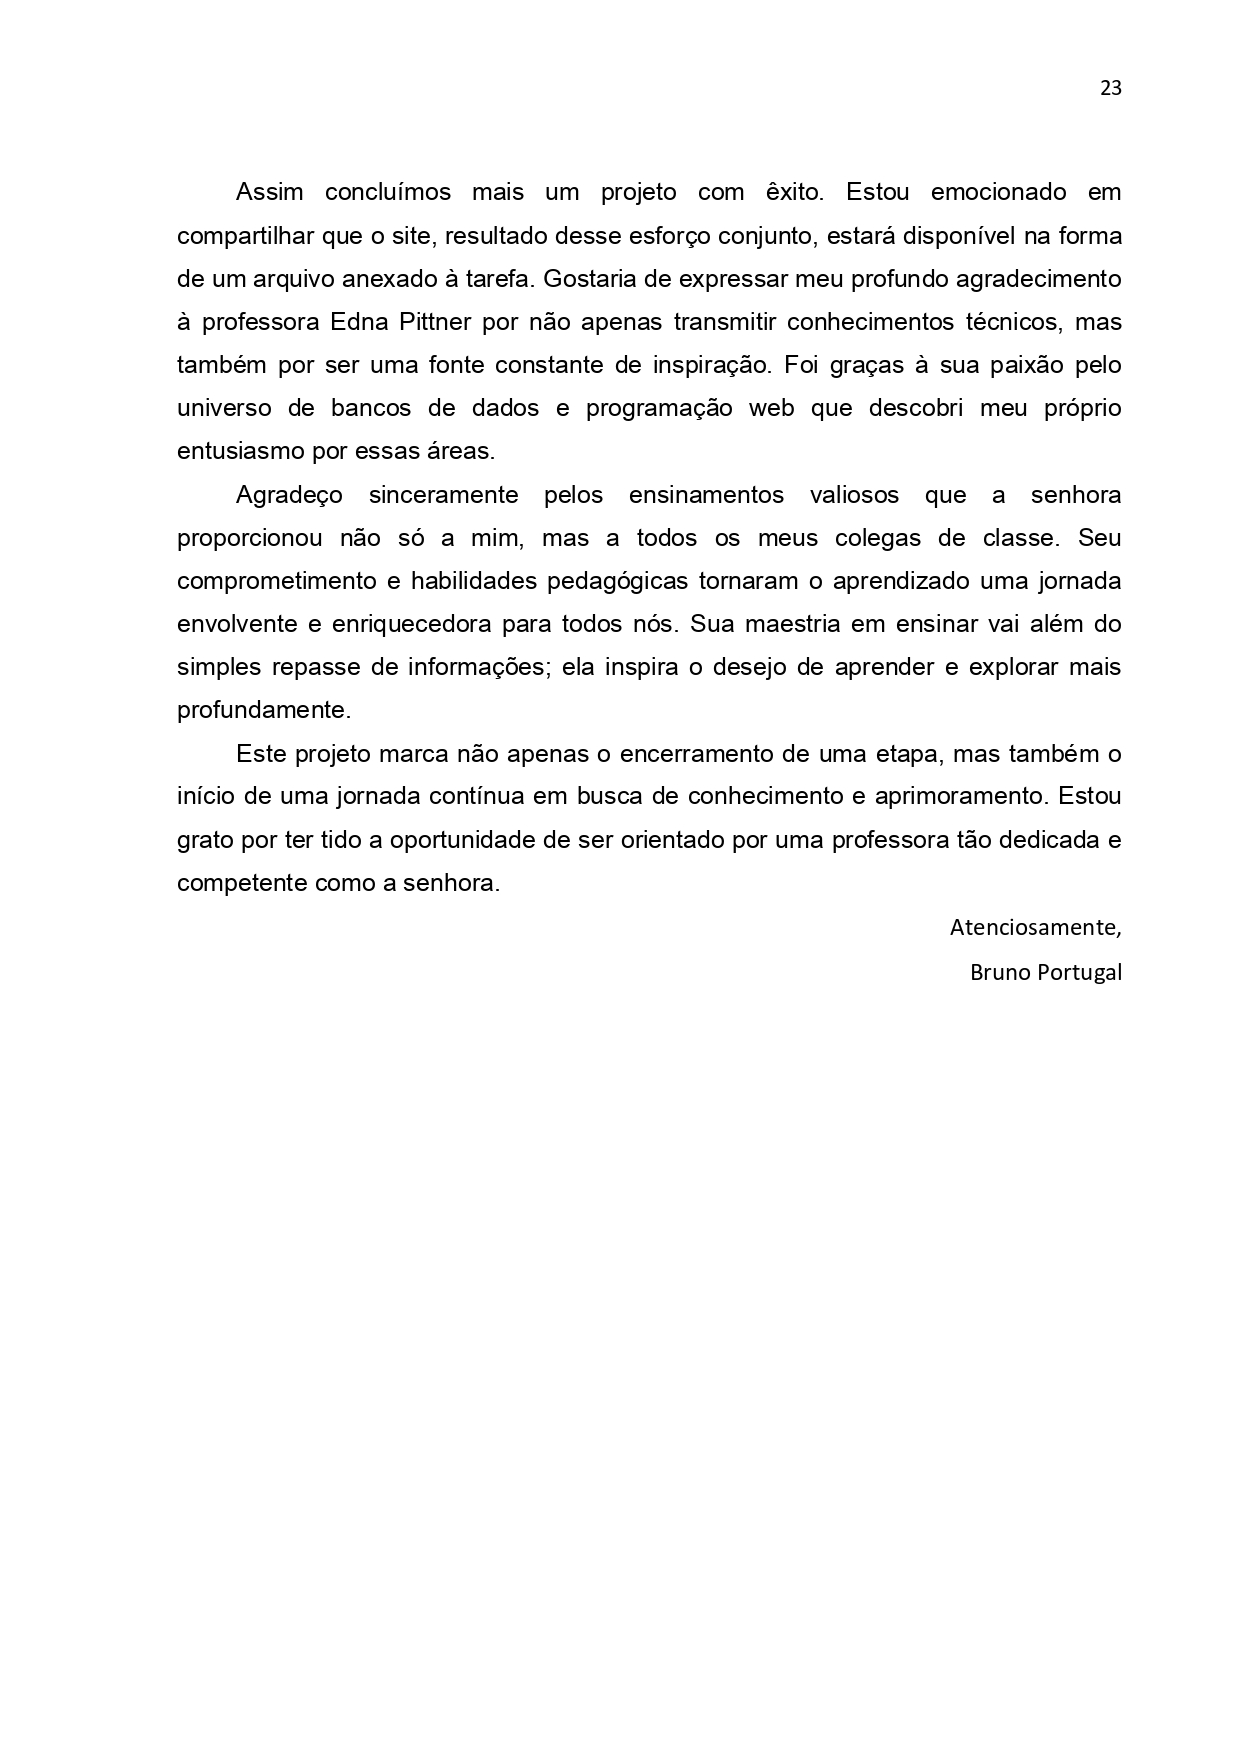 23
Assim concluímos mais um projeto com êxito. Estou emocionado em
compartilhar que o site, resultado desse esforço conjunto, estará disponível na forma
de um arquivo anexado à tarefa. Gostaria de expressar meu profundo agradecimento
à professora Edna Pittner por não apenas transmitir conhecimentos técnicos, mas
também por ser uma fonte constante de inspiração. Foi graças à sua paixão pelo
universo de bancos de dados e programação web que descobri meu próprio
entusiasmo por essas áreas.
Agradeço sinceramente pelos ensinamentos valiosos que a senhora
proporcionou não só a mim, mas a todos os meus colegas de classe. Seu
comprometimento e habilidades pedagógicas tornaram o aprendizado uma jornada
envolvente e enriquecedora para todos nós. Sua maestria em ensinar vai além do
simples repasse de informações; ela inspira o desejo de aprender e explorar mais
profundamente.
Este projeto marca não apenas o encerramento de uma etapa, mas também o
início de uma jornada contínua em busca de conhecimento e aprimoramento. Estou
grato por ter tido a oportunidade de ser orientado por uma professora tão dedicada e
competente como a senhora.
Atenciosamente,
Bruno Portugal